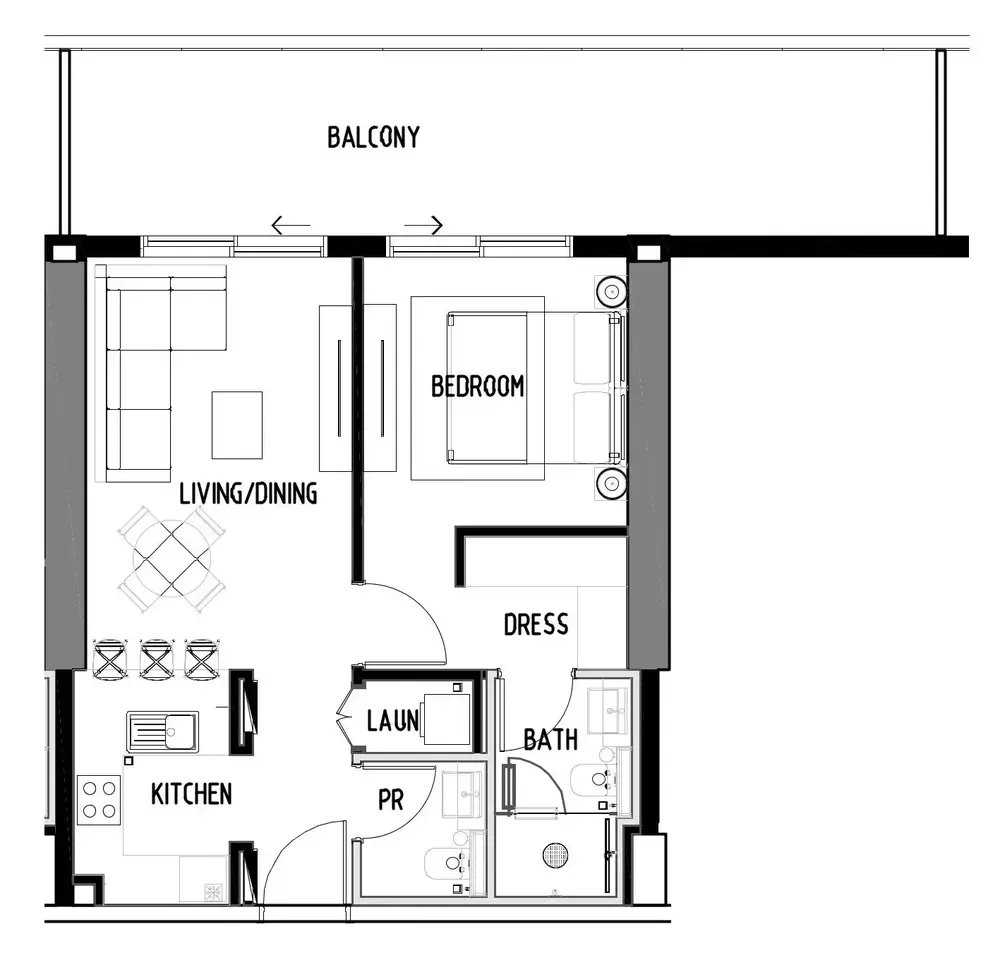 BALCONY
BEDROOM
LIVING/DINING
DRESS
LAUN
BATH
KITCHEN
PR